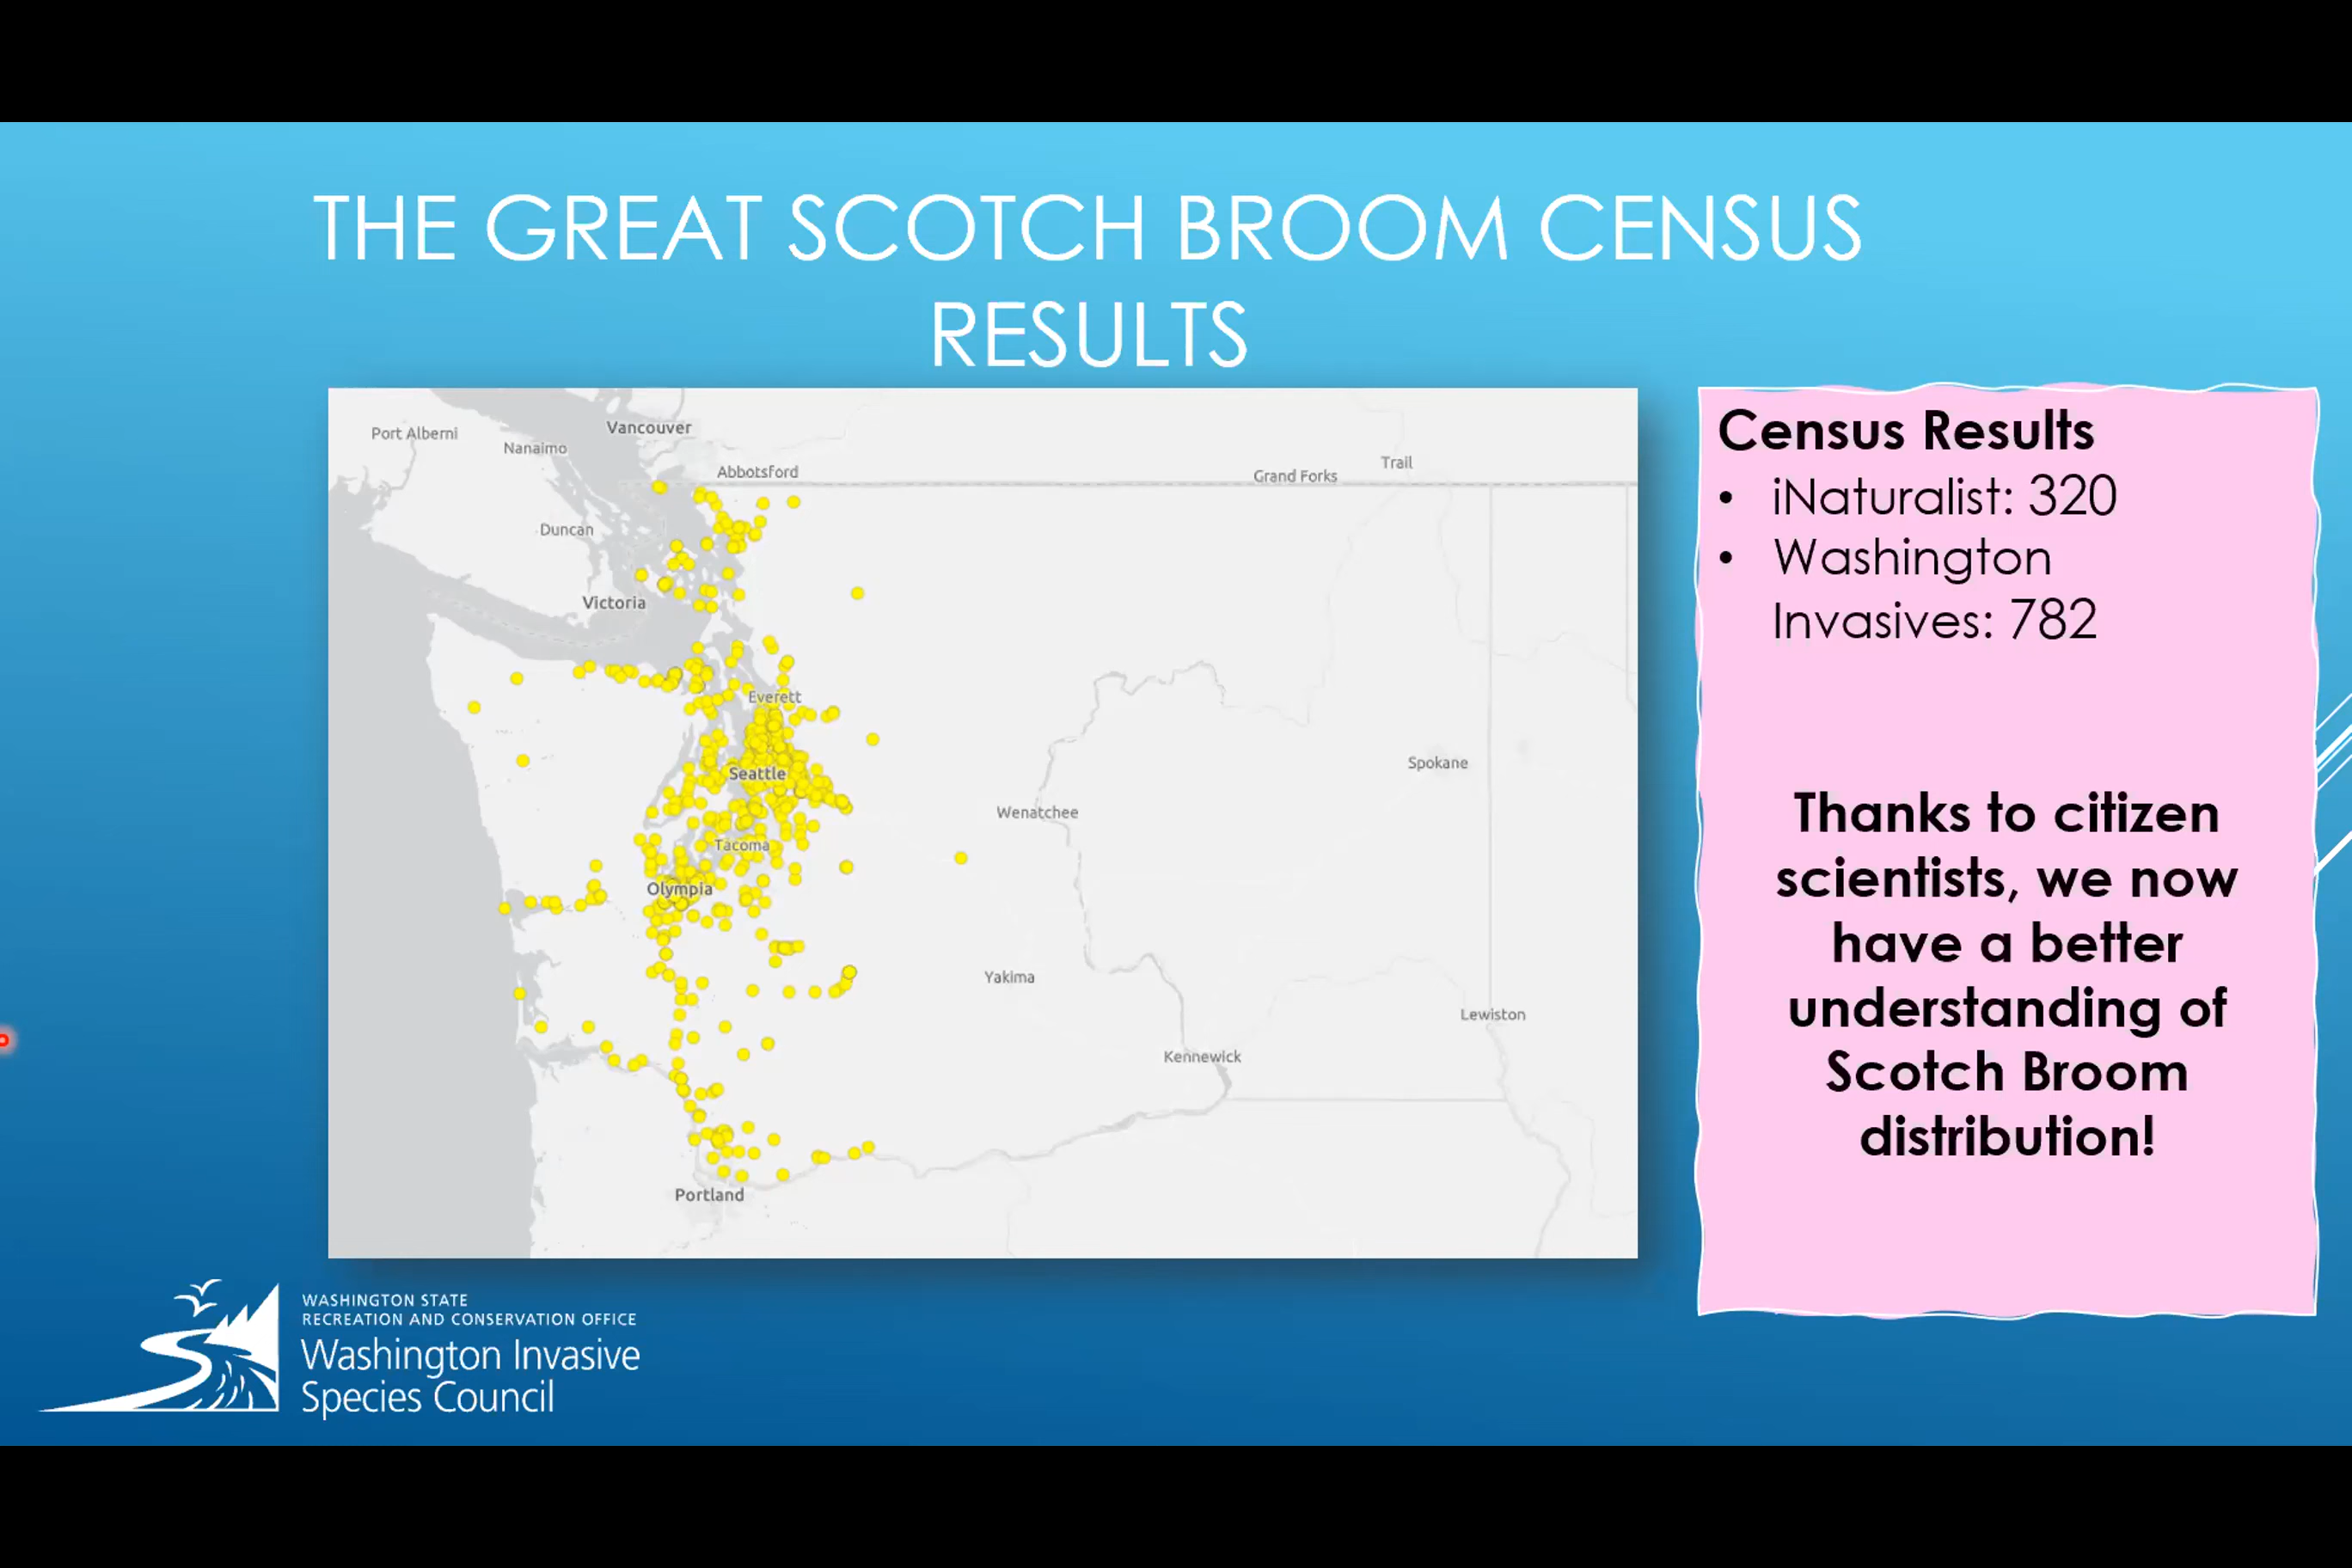 THE GREAT SCOTCH BROOM CENSUS
RESULTS
Port Alberni
Nanaimo
Vancouver
Abbotsford
Grand Forks
Trail
Duncan
Victoria
Everett
Seattle
Spokane
Wenatchee
Tacoma
Olympia
Yakima
Lewiston
Kennewick
Portland
Census Results
• iNaturalist: 320
• Washington
Invasives: 782
Thanks to citizen
scientists, we now
have a better
understanding of
Scotch Broom
distribution!
WASHINGTON STATE
RECREATION AND CONSERVATION OFFICE
Washington Invasive
Species Council